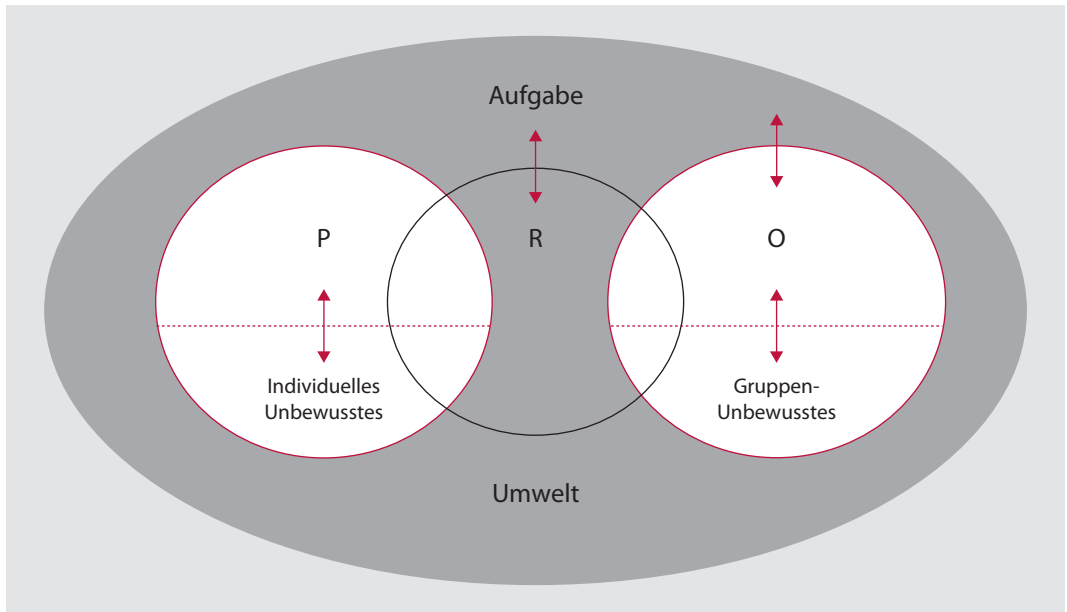 Aufgabe
P
R
O
Individuelles
Unbewusstes
Gruppen-
Unbewusstes
Umwelt